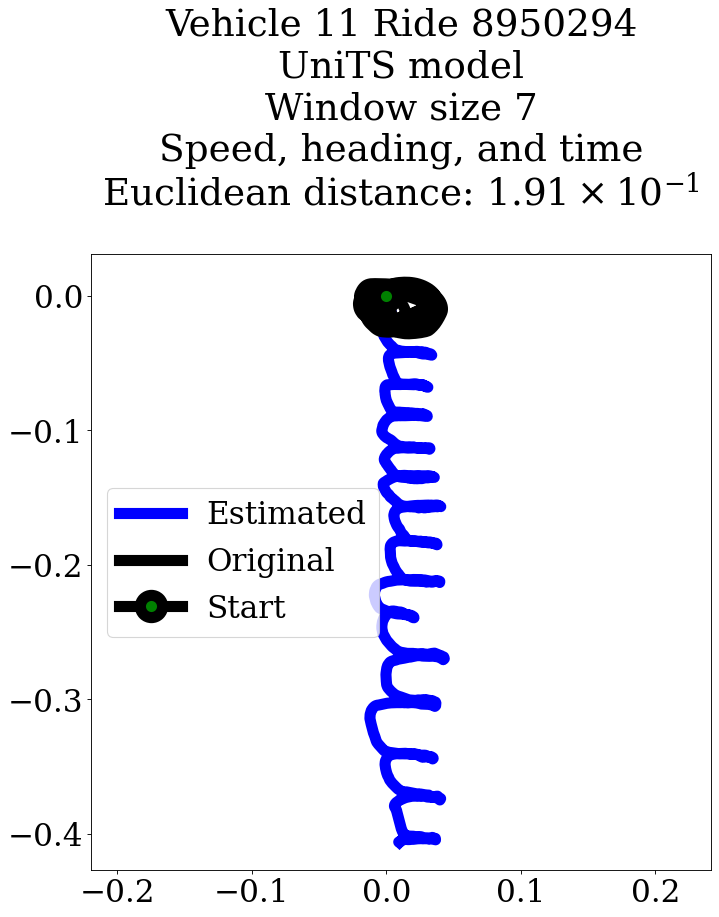 Vehicle 11 Ride 8950294
UniTS model
Window size 7
Speed, heading, and time
Euclidean distance: 1.91 × 10⁻¹
0.0
−0.1
−0.2
−0.3
−0.4
Estimated
Original
Start
−0.2 −0.1 0.0 0.1 0.2